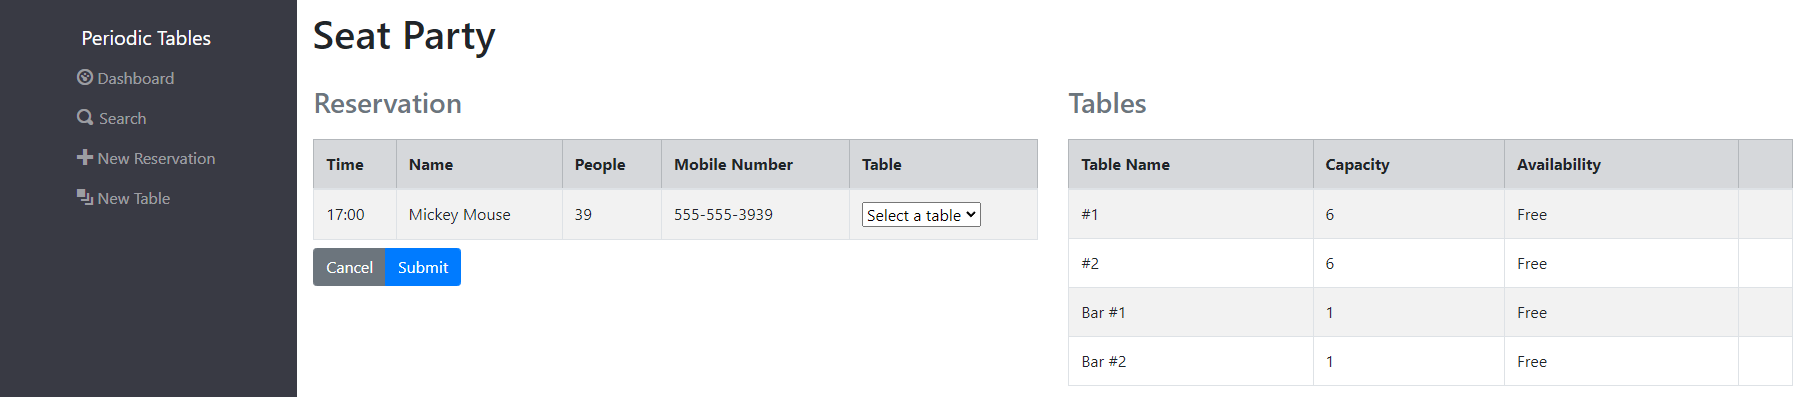 Periodic Tables
Dashboard
Search
New Reservation
New Table
Seat Party
Reservation
Time Name People Mobile Number Table
17:00 Mickey Mouse 39 555-555-3939 Select a table
Cancel Submit
Tables
Table Name Capacity Availability
#1 6 Free
#2 6 Free
Bar #1 1 Free
Bar #2 1 Free